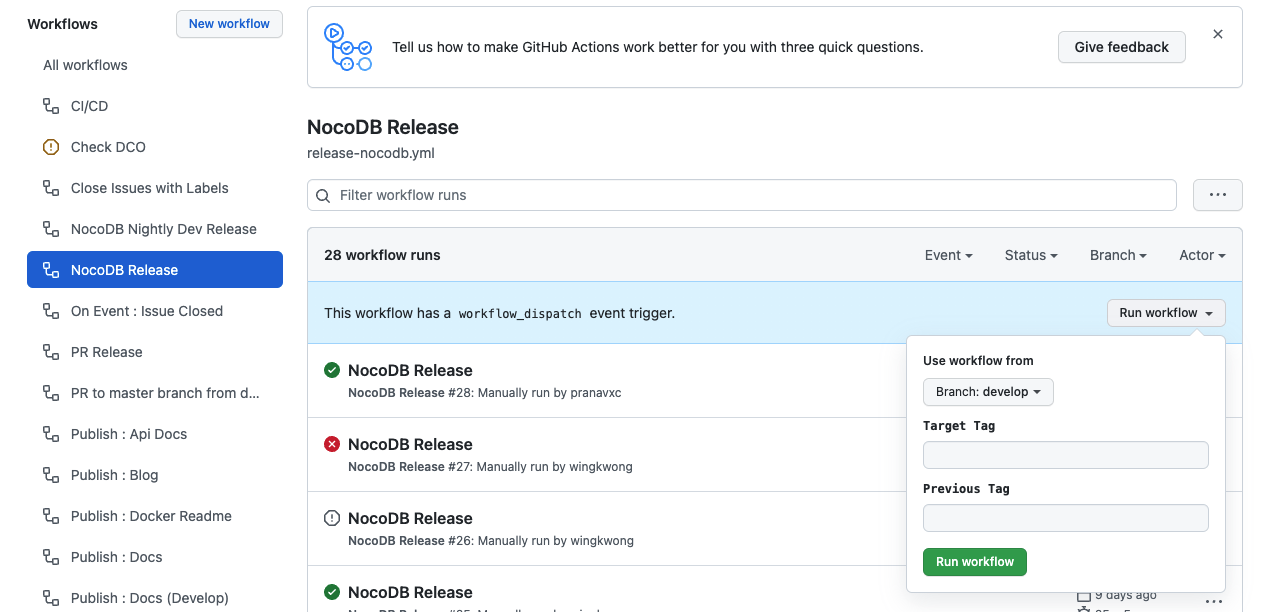 Workflows
New workflow
All workflows
CI/CD
Check DCO
Close Issues with Labels
NocoDB Nightly Dev Release
NocoDB Release
On Event : Issue Closed
PR Release
PR to master branch from d...
Publish : Api Docs
Publish : Blog
Publish : Docker Readme
Publish : Docs
Publish : Docs (Develop)
Tell us how to make GitHub Actions work better for you with three quick questions.
Give feedback
NocoDB Release
release-nocodb.yml
Filter workflow runs
28 workflow runs
Event
Status
Branch
Actor
This workflow has a workflow_dispatch event trigger.
Run workflow
NocoDB Release
NocoDB Release #28: Manually run by pranavxc
NocoDB Release
NocoDB Release #27: Manually run by wingkwong
NocoDB Release
NocoDB Release #26: Manually run by wingkwong
NocoDB Release
Use workflow from
Branch: develop
Target Tag
Previous Tag
Run workflow
9 days ago